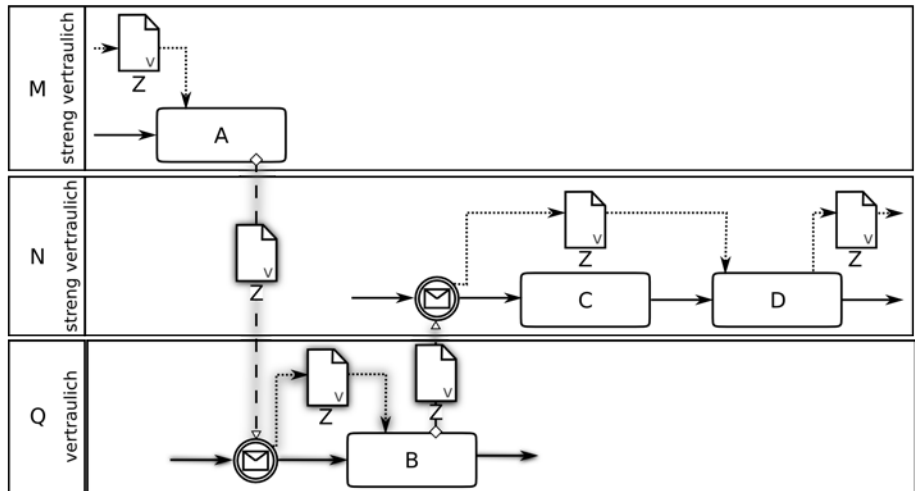 M
streng vertraulich
V
Z
A
N
streng vertraulich
V
Z
V
Z
V
Z
C
D
Q
vertraulich
V
Z
V
Z
B